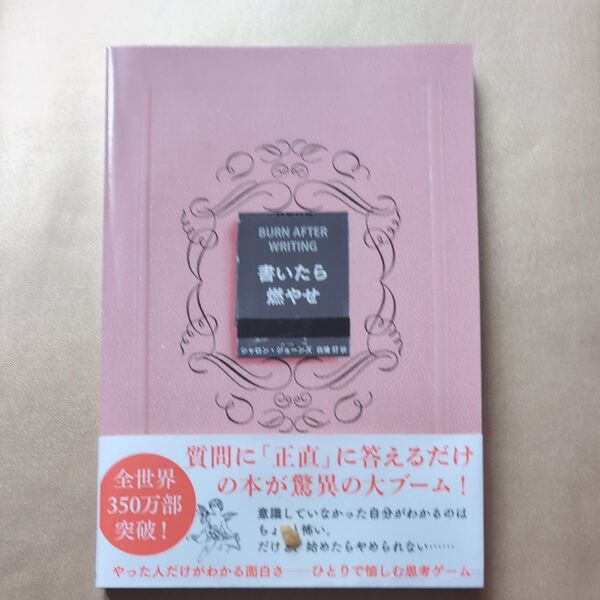 BURN AFTER
WRITING
書いたら
燃やせ
シャロン・ジョーンズ
質問に「正直」に答えるだけ
の本が驚異の大ブーム!
全世界
350万部
突破!
意識していなかった自分がわかるのは
ちょ 怖い。
だけ 始めたらやめられない……
やった人だけがわかる面白さ――ひとりで愉しむ思考ゲーム